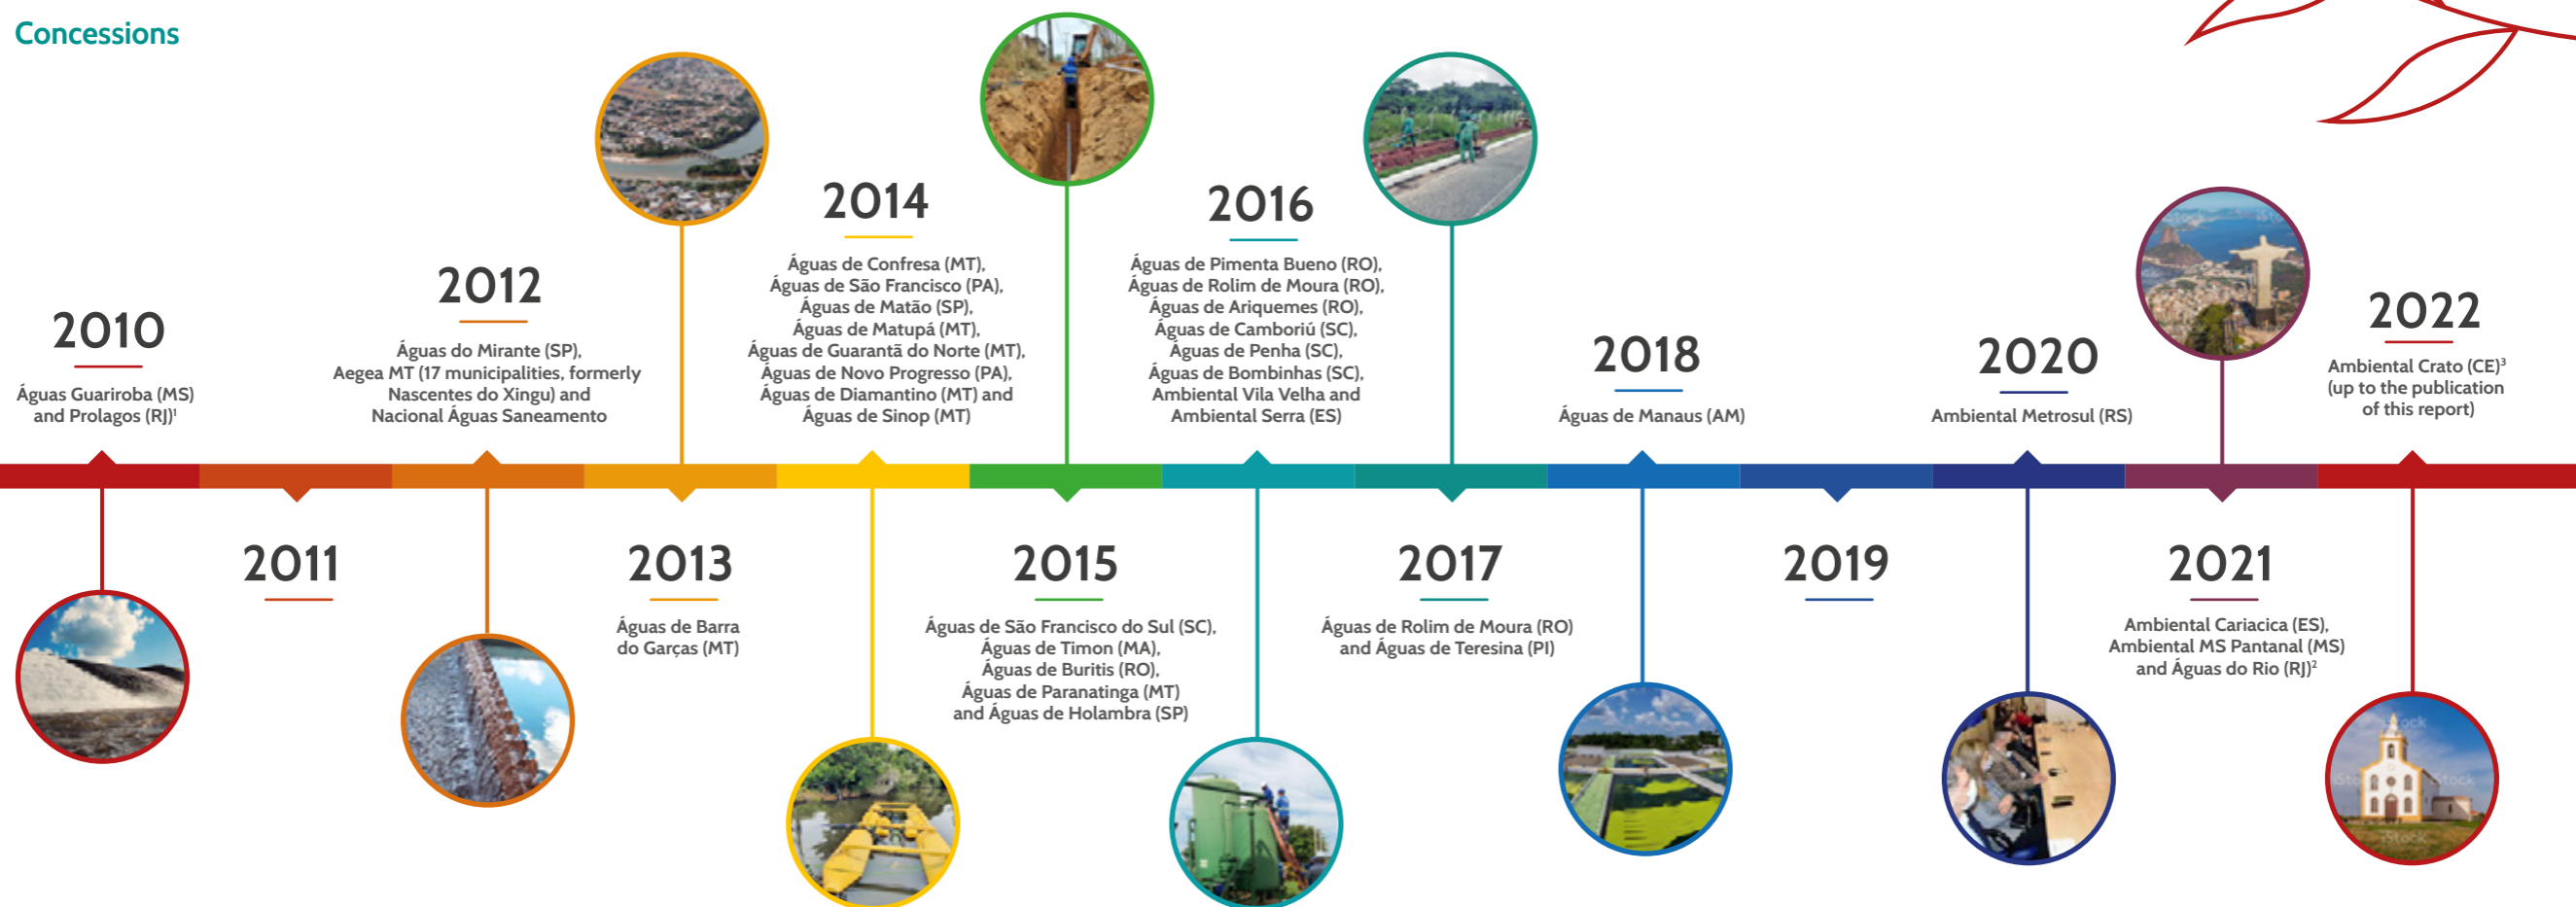 Concessions
2010
Águas Guariroba (MS)
and Prolagos (RJ)¹
2011
2012
Águas do Mirante (SP),
Aegea MT (17 municipalities, formerly
Nascentes do Xingu) and
Nacional Águas Saneamento
2013
Águas de Barra
do Garças (MT)
2014
Águas de Confresa (MT),
Águas de São Francisco (PA),
Águas de Matão (SP),
Águas de Matupá (MT),
Águas de Guarantã do Norte (MT),
Águas de Novo Progresso (PA),
Águas de Diamantino (MT) and
Águas de Sinop (MT)
2015
Águas de São Francisco do Sul (SC),
Águas de Timon (MA),
Águas de Buritis (RO),
Águas de Paranatinga (MT)
and Águas de Holambra (SP)
2016
Águas de Pimenta Bueno (RO),
Águas de Rolim de Moura (RO),
Águas de Ariquemes (RO),
Águas de Camboriú (SC),
Águas de Penha (SC),
Águas de Bombinhas (SC),
Ambiental Vila Velha and
Ambiental Serra (ES)
2017
Águas de Rolim de Moura (RO)
and Águas de Teresina (PI)
2018
Águas de Manaus (AM)
2019
2020
Ambiental Metrosul (RS)
2021
Ambiental Cariacica (ES),
Ambiental MS Pantanal (MS)
and Águas do Rio (RJ)²
2022
Ambiental Crato (CE)³
(up to the publication
of this report)
iStock